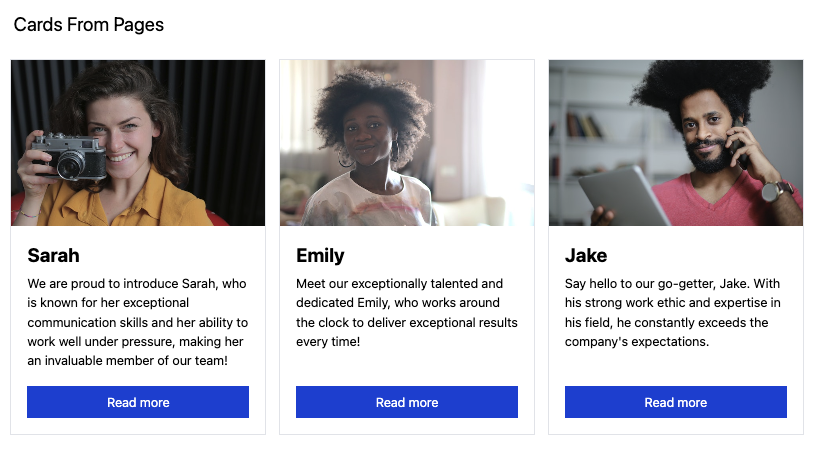 Cards From Pages
Sarah
We are proud to introduce Sarah, who
is known for her exceptional
communication skills and her ability to
work well under pressure, making her
an invaluable member of our team!
Read more
Emily
Meet our exceptionally talented and
dedicated Emily, who works around
the clock to deliver exceptional results
every time!
Read more
Jake
Say hello to our go-getter, Jake. With
his strong work ethic and expertise in
his field, he constantly exceeds the
company's expectations.
Read more